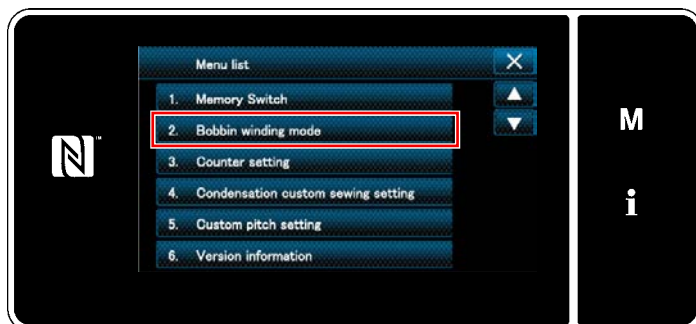 Menu list
1. Memory Switch
2. Bobbin winding mode
3. Counter setting
4. Condensation custom sewing setting
5. Custom pitch setting
6. Version information
M
i